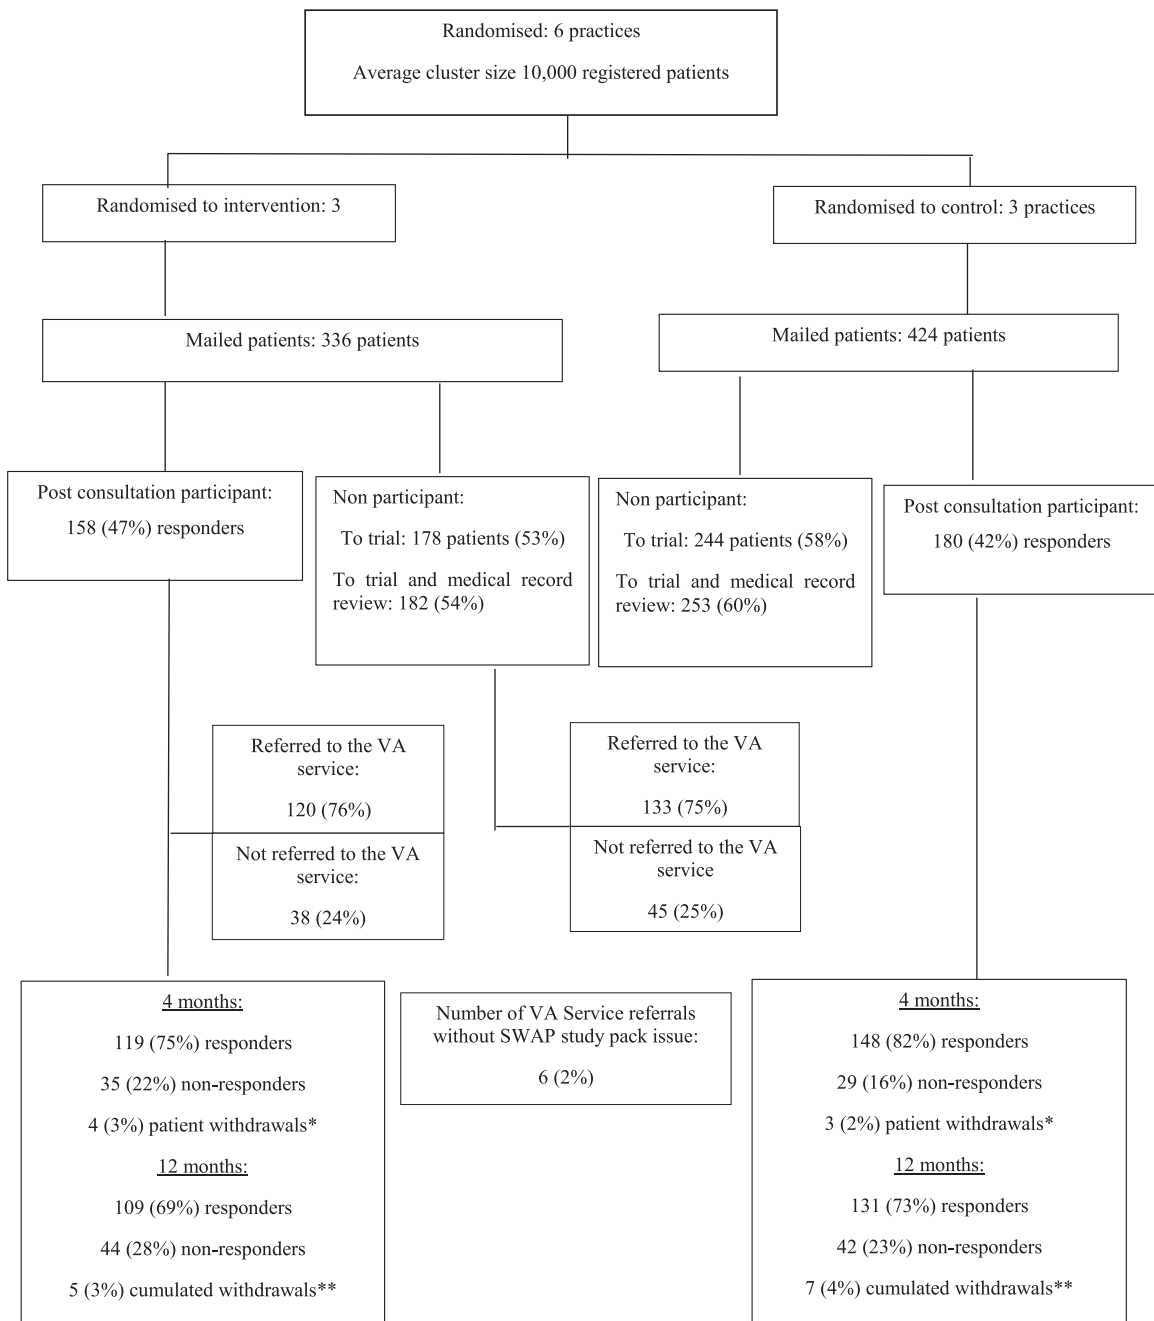 Randomised: 6 practices
Average cluster size 10,000 registered patients
Randomised to intervention: 3
Randomised to control: 3 practices
Mailed patients: 336 patients
Mailed patients: 424 patients
Post consultation participant:
158 (47%) responders
Non participant:
To trial: 178 patients (53%)
To trial and medical record
review: 182 (54%)
Non participant:
To trial: 244 patients (58%)
To trial and medical record
review: 253 (60%)
Post consultation participant:
180 (42%) responders
Referred to the VA
service:
120 (76%)
Not referred to the VA
service:
38 (24%)
Referred to the VA
service:
133 (75%)
Not referred to the VA
service
45 (25%)
4 months:
119 (75%) responders
35 (22%) non-responders
4 (3%) patient withdrawals*
12 months:
109 (69%) responders
44 (28%) non-responders
5 (3%) cumulated withdrawals**
Number of VA Service referrals
without SWAP study pack issue:
6 (2%)
4 months:
148 (82%) responders
29 (16%) non-responders
3 (2%) patient withdrawals*
12 months:
131 (73%) responders
42 (23%) non-responders
7 (4%) cumulated withdrawals**